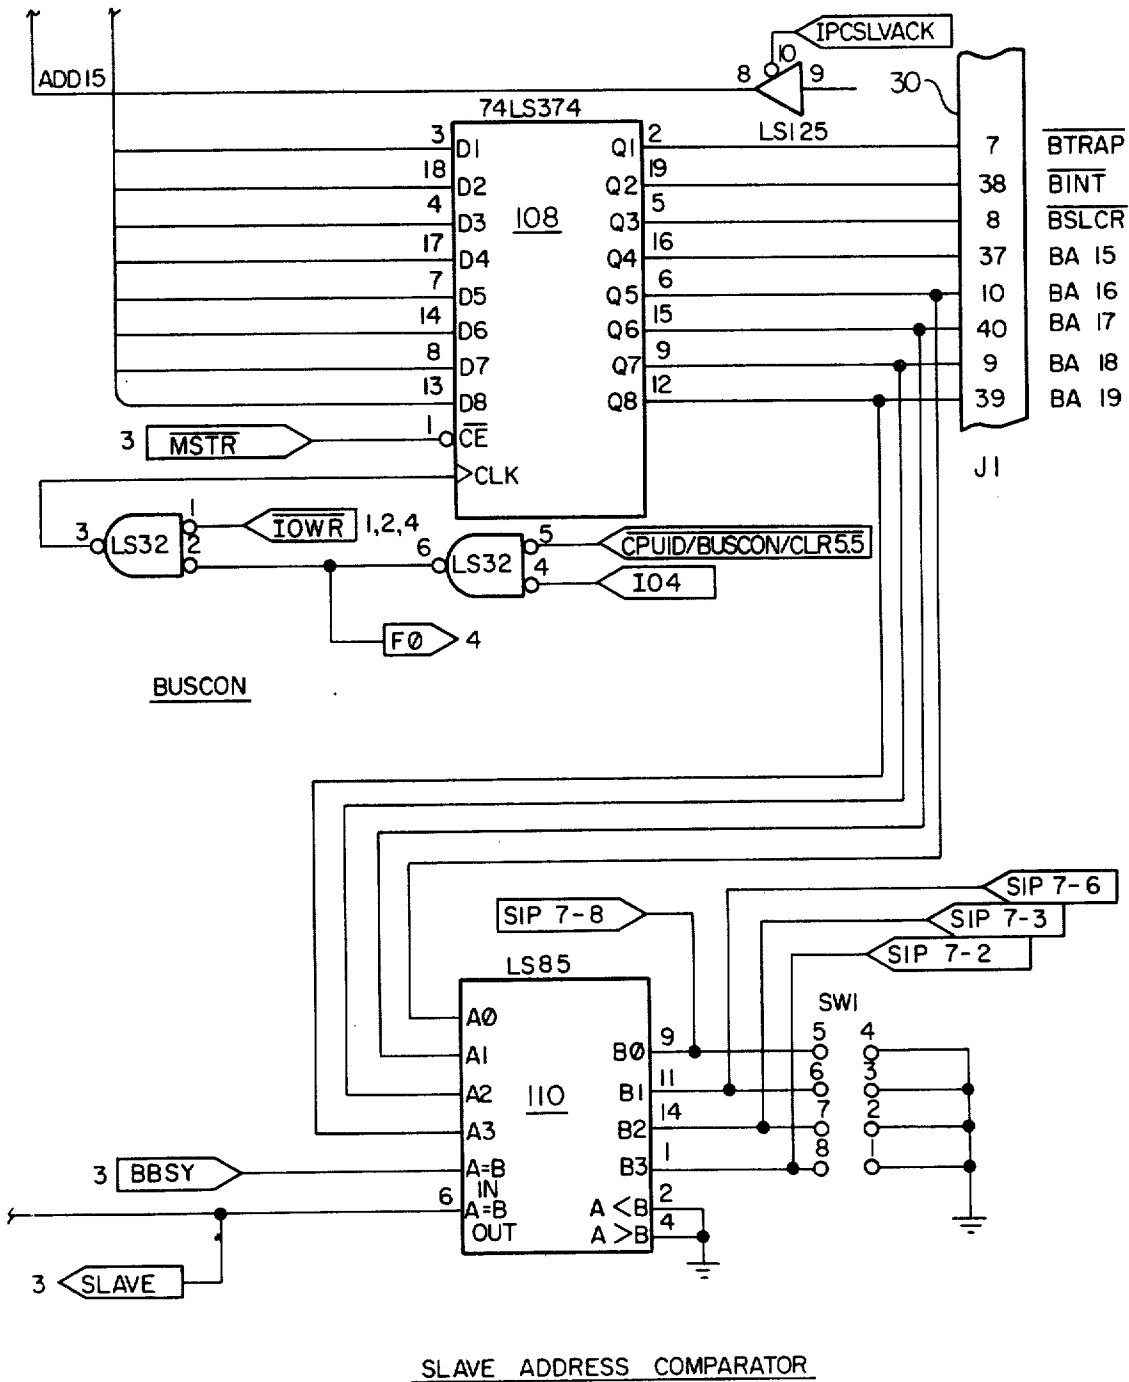 IPCSLVACK
ADD15
8
10
9
30
74LS374
LS125
3 D1 Q1 2 7 BTRAP
18 D2 Q2 19 38 BINT
4 D3 108 Q3 5 8 BSLCR
17 D4 Q4 16 37 BA 15
7 D5 Q5 6 10 BA 16
14 D6 Q6 15 40 BA 17
8 D7 Q7 9 9 BA 18
13 D8 Q8 12 39 BA 19
3 MSTR 1 CE
CLK
J1
3 LS32 1 IOWR 1,2,4
2
6 LS32 5 CPUID/BUSCON/CLR5.5
4 IO4
FØ 4
BUSCON
SIP 7-6
SIP 7-8
SIP 7-3
SIP 7-2
LS85
SW1
AØ
A1 BØ 9 5 4
A2 110 B1 11 6 3
A3 B2 14 7 2
3 BBSY A=B IN B3 1 8 1
6 A=B OUT A<B 2
A>B 4
3 SLAVE
SLAVE ADDRESS COMPARATOR